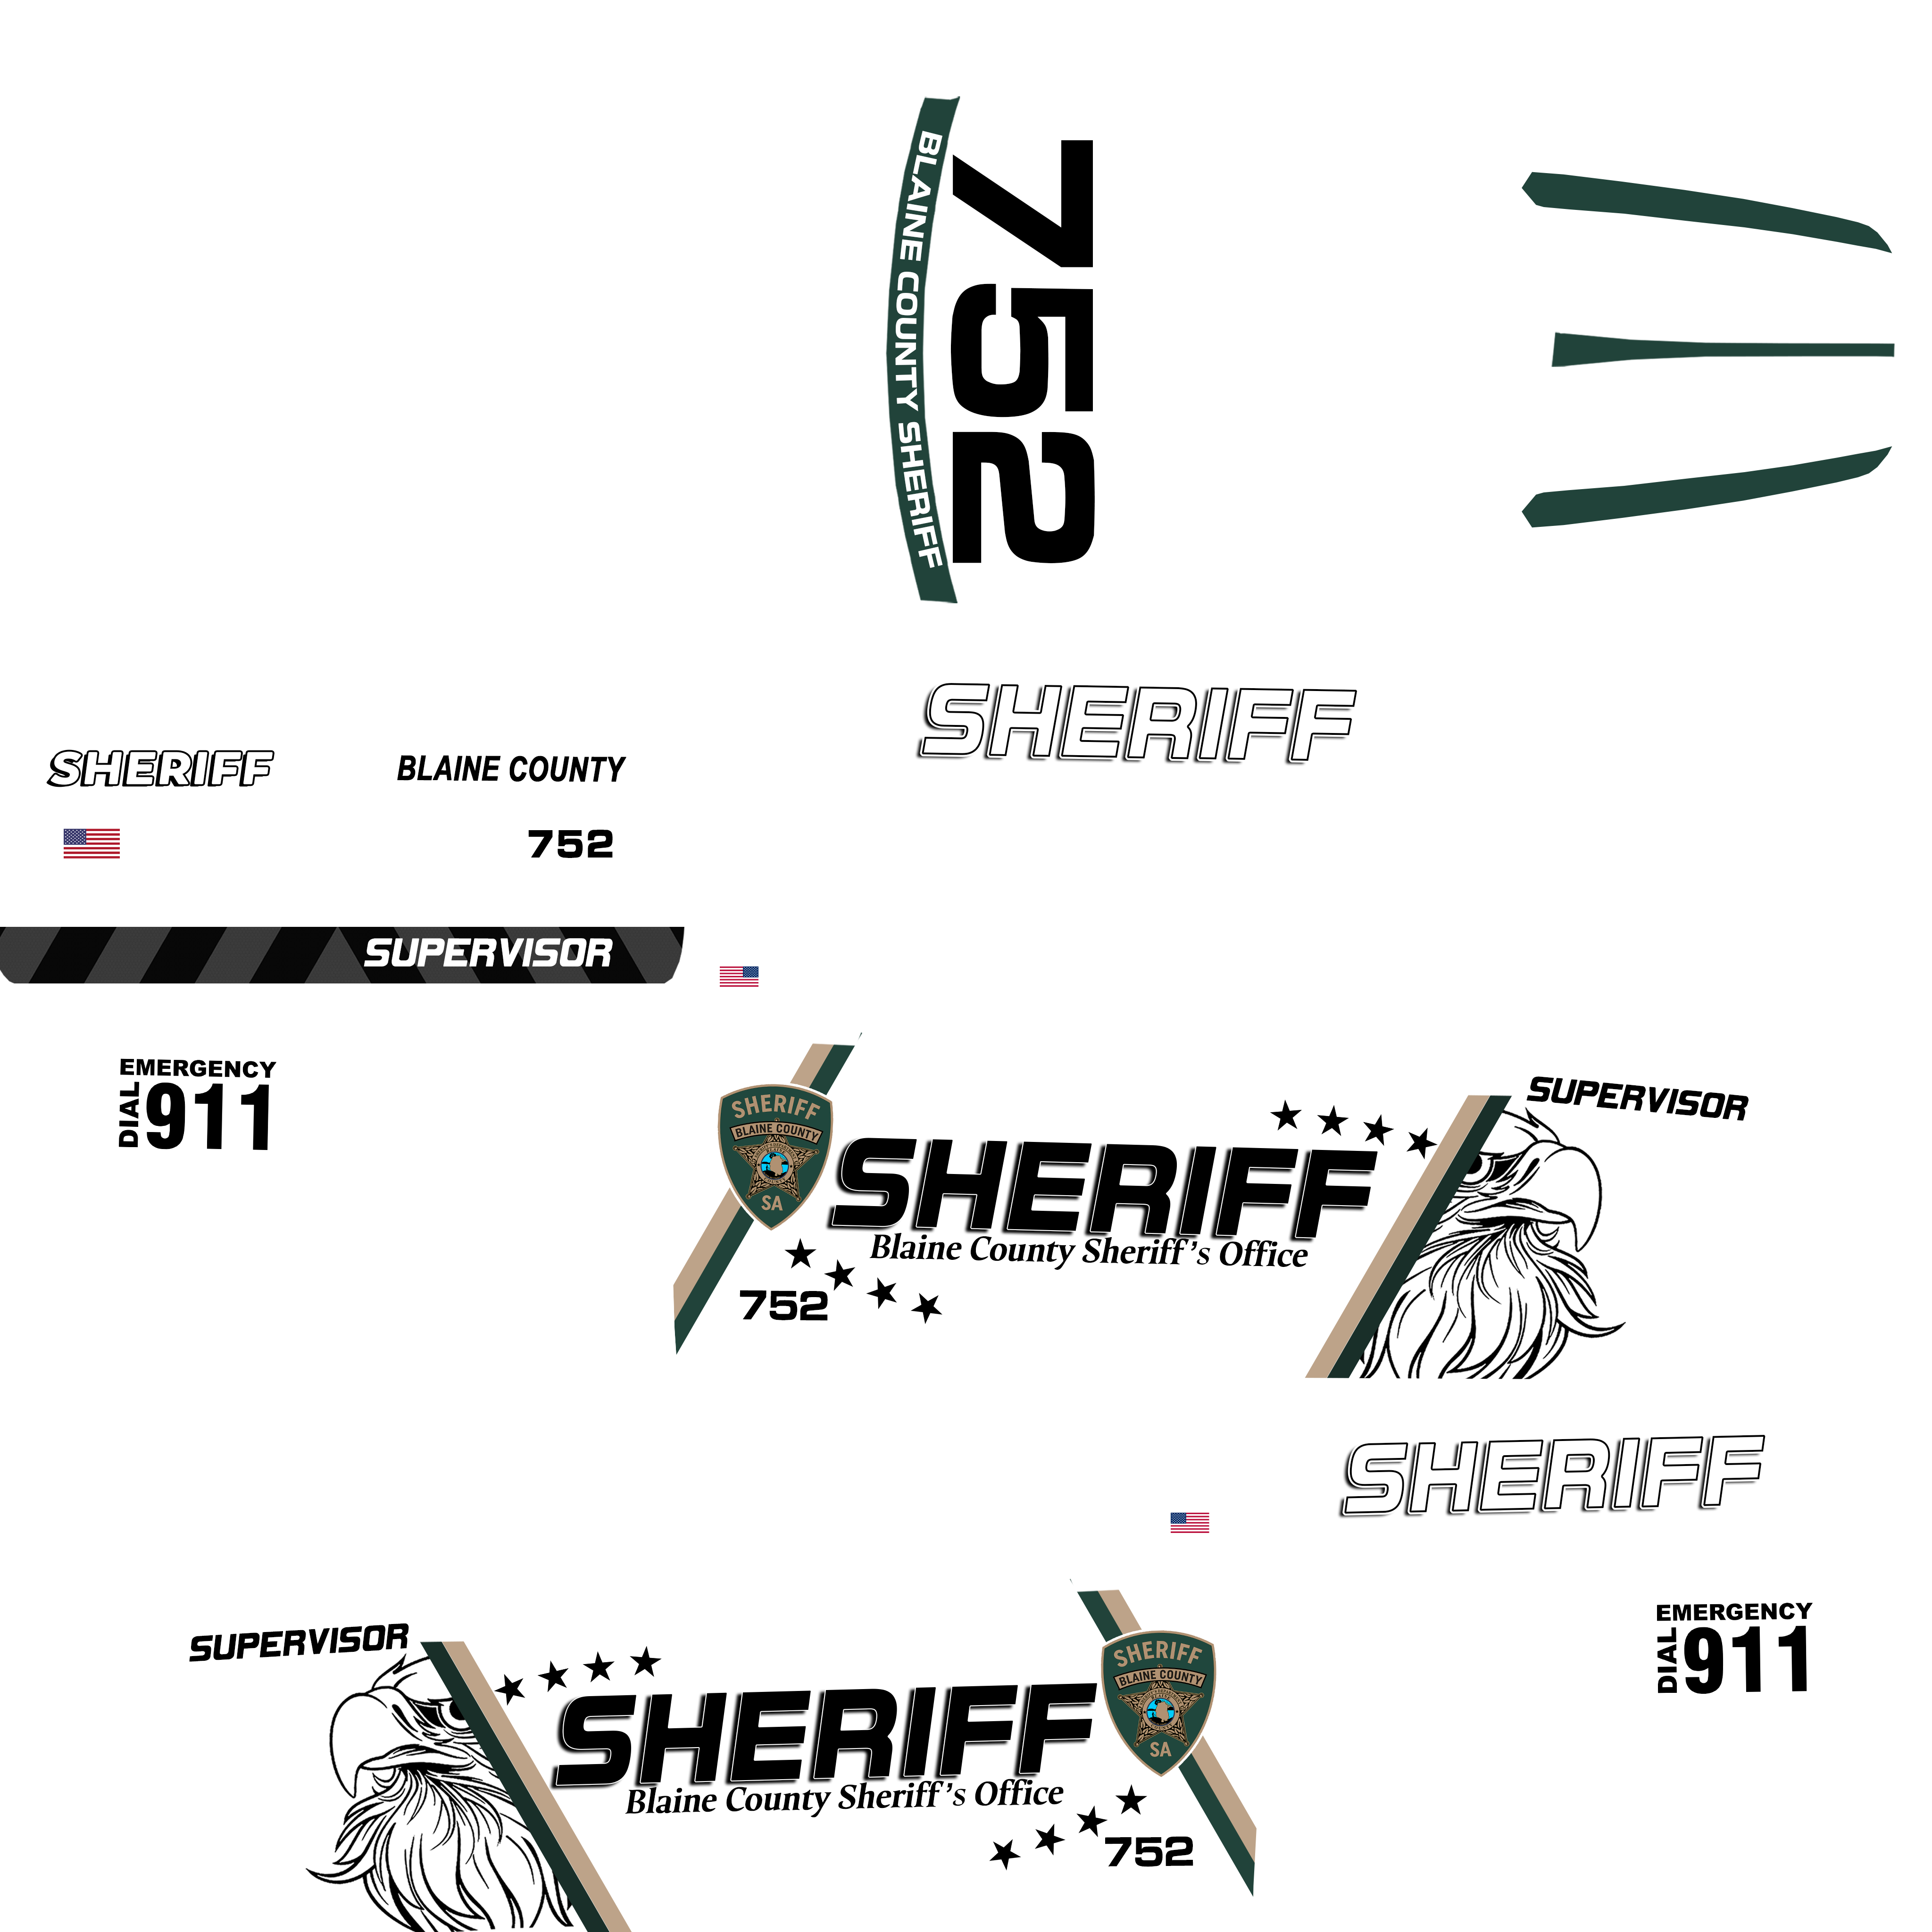 BLAINE COUNTY SHERIFF
752
SHERIFF
SHERIFF
BLAINE COUNTY
752
SUPERVISOR
EMERGENCY
DIAL 911
SHERIFF
BLAINE COUNTY
SA
SHERIFF
Blaine County Sheriff's Office
752
SUPERVISOR
SHERIFF
SUPERVISOR
SHERIFF
Blaine County Sheriff's Office
SHERIFF
BLAINE COUNTY
SA
752
EMERGENCY
DIAL 911